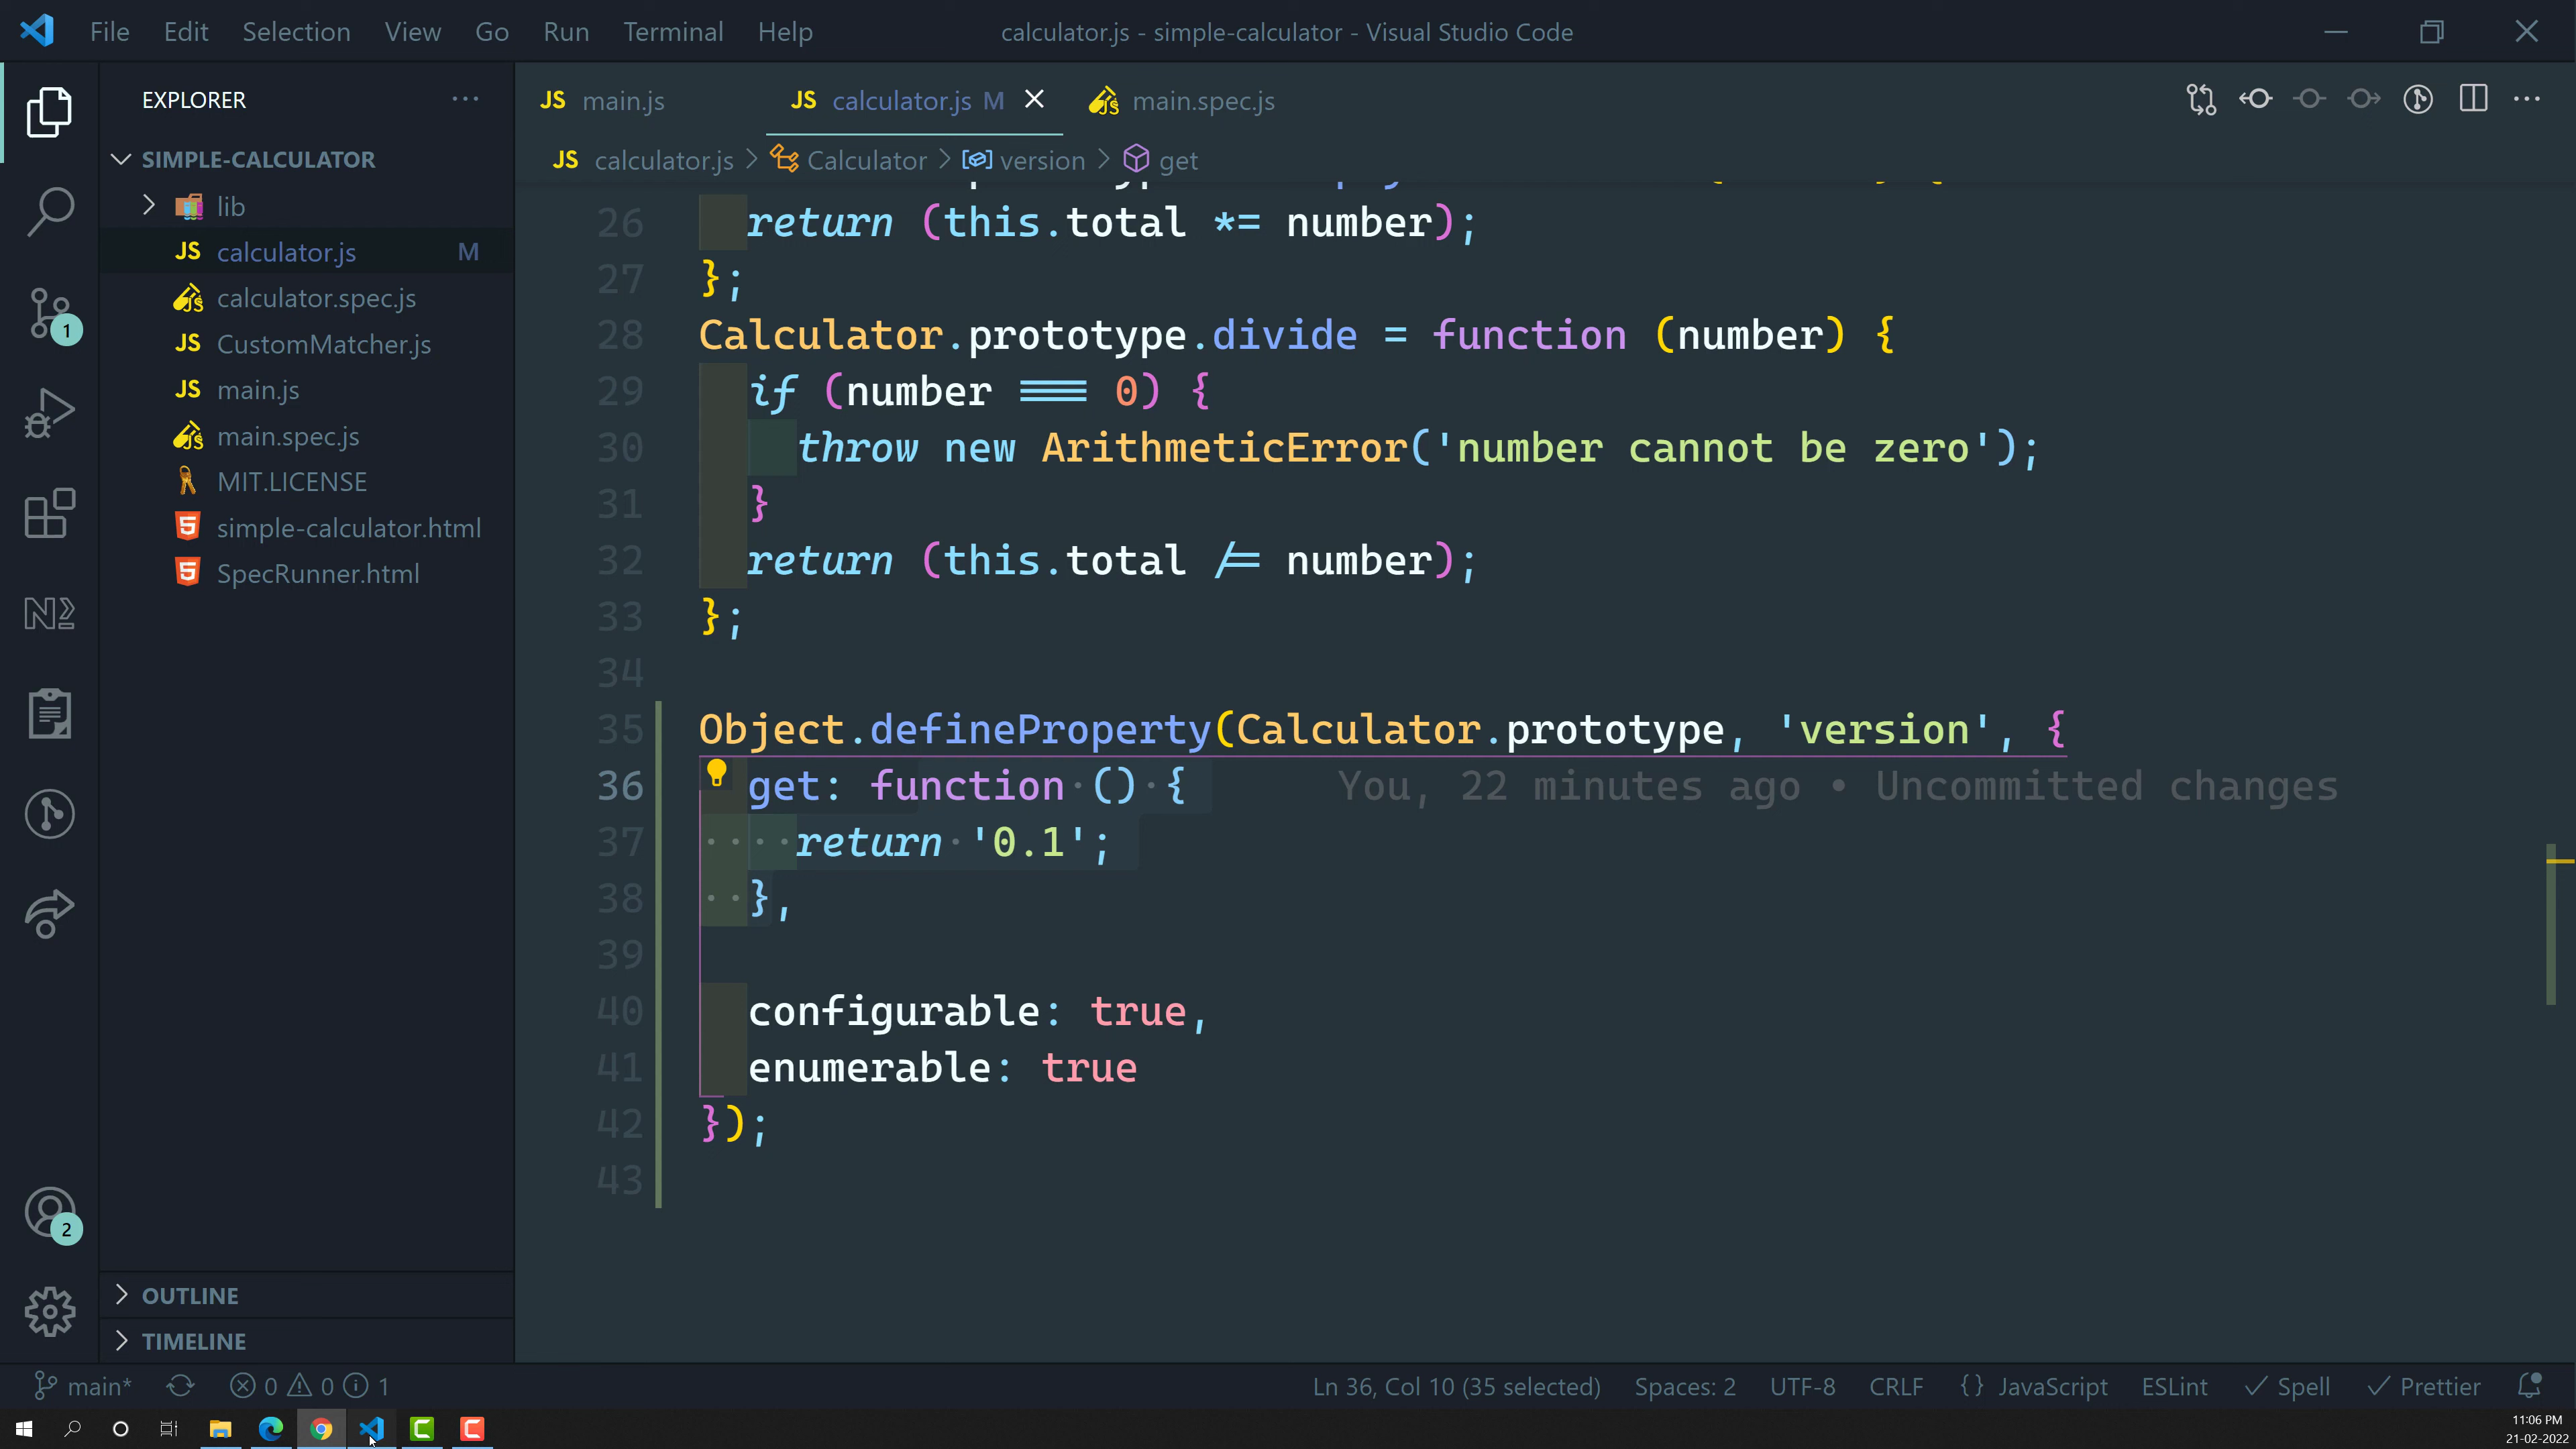 File Edit Selection View Go Run Terminal Help calculator.js - simple-calculator - Visual Studio Code
EXPLORER ···
SIMPLE-CALCULATOR
lib
JS calculator.js M
calculator.spec.js
JS CustomMatcher.js
JS main.js
main.spec.js
MIT.LICENSE
simple-calculator.html
SpecRunner.html
OUTLINE
TIMELINE
1
2
JS main.js JS calculator.js M main.spec.js
JS calculator.js > Calculator > version > get
26 return (this.total *= number);
27 };
28 Calculator.prototype.divide = function (number) {
29 if (number === 0) {
30 throw new ArithmeticError('number cannot be zero');
31 }
32 return (this.total /= number);
33 };
34
35 Object.defineProperty(Calculator.prototype, 'version', {
36 get: function () { You, 22 minutes ago • Uncommitted changes
37 return '0.1';
38 },
39
40 configurable: true,
41 enumerable: true
42 });
43
main* 0 0 1 Ln 36, Col 10 (35 selected) Spaces: 2 UTF-8 CRLF {} JavaScript ESLint ✓ Spell ✓ Prettier
11:06 PM
21-02-2022